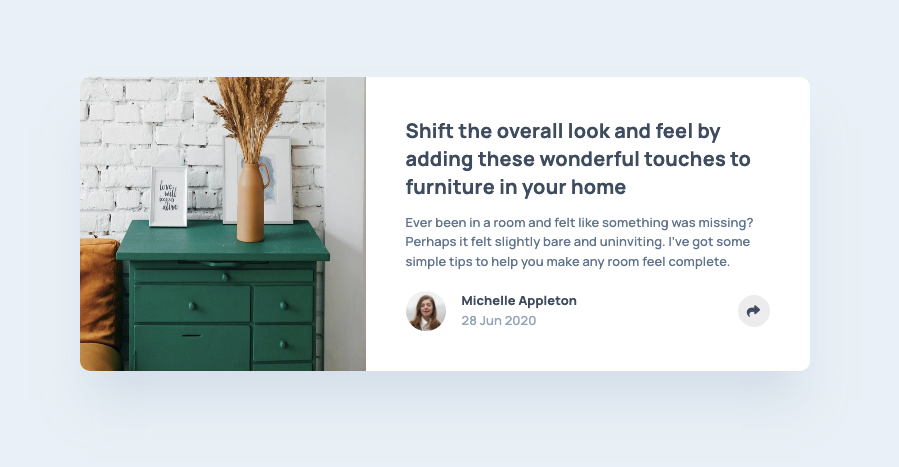 love
will
Shift the overall look and feel by
adding these wonderful touches to
furniture in your home
Ever been in a room and felt like something was missing?
Perhaps it felt slightly bare and uninviting. I've got some
simple tips to help you make any room feel complete.
Michelle Appleton
28 Jun 2020